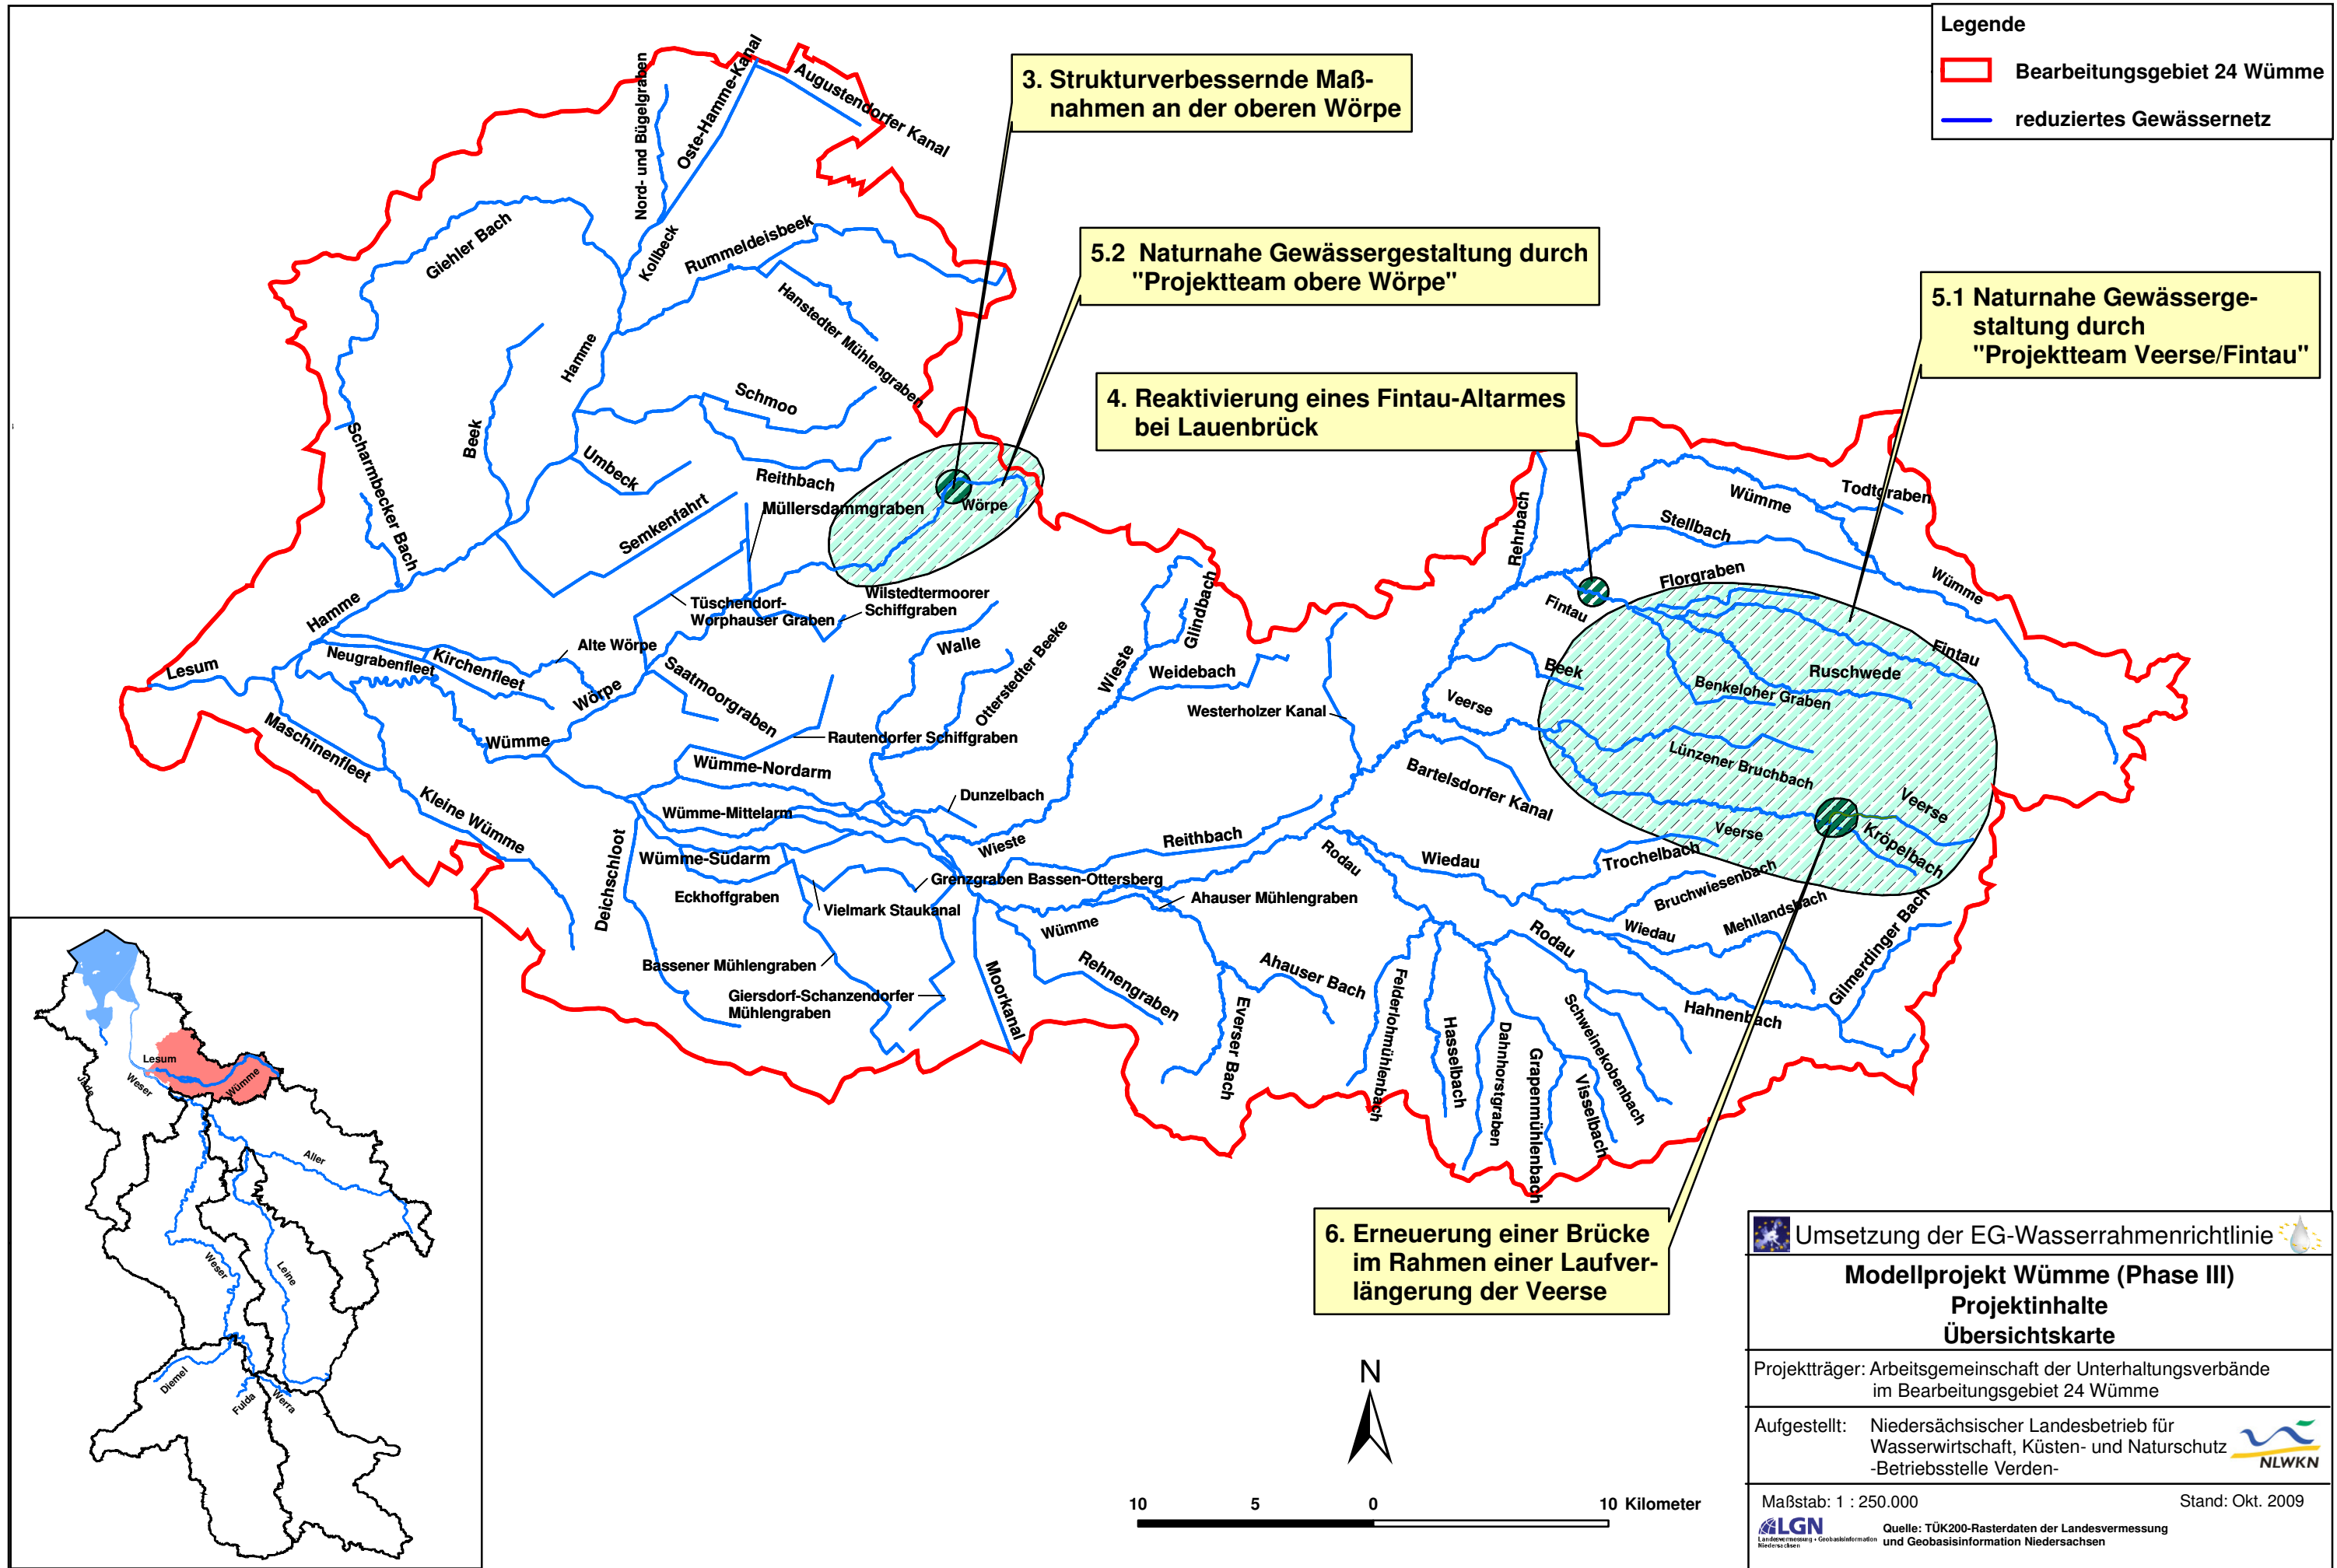 Legende
Bearbeitungsgebiet 24 Wümme
reduziertes Gewässernetz
3. Strukturverbessernde Maß-
nahmen an der oberen Wörpe
5.2 Naturnahe Gewässergestaltung durch
"Projektteam obere Wörpe"
5.1 Naturnahe Gewässerge-
staltung durch
"Projektteam Veerse/Fintau"
4. Reaktivierung eines Fintau-Altarmes
bei Lauenbrück
6. Erneuerung einer Brücke
im Rahmen einer Laufver-
längerung der Veerse
Nord- und Bügelgraben
Oste-Hamme-Kanal
Augustendorfer Kanal
Giehler Bach
Kollbeck
Rummeldeisbeek
Hanstedter Mühlengraben
Hamme
Beek
Schmoo
Scharmbecker Bach
Umbeck
Reithbach
Semkenfahrt
Müllersdammgraben
Wörpe
Hamme
Tüschendorf-
Worphauser Graben
Wilstedtermoorer
Schiffgraben
Lesum
Neugrabenfleet
Kirchenfleet
Alte Wörpe
Wörpe
Saatmoorgraben
Walle
Otterstedter Beeke
Wieste
Glindbach
Weidebach
Westerholzer Kanal
Maschinenfleet
Wümme
Rautendorfer Schiffgraben
Wümme-Nordarm
Kleine Wümme
Wümme-Mittelarm
Dunzelbach
Wieste
Reithbach
Deichschloot
Wümme-Südarm
Eckhoffgraben
Grenzgraben Bassen-Ottersberg
Vielmark Staukanal
Ahauser Mühlengraben
Wümme
Bassener Mühlengraben
Giersdorf-Schanzendorfer
Mühlengraben
Moorkanal
Rehnengraben
Everser Bach
Ahauser Bach
Rehrbach
Wümme
Todtgraben
Stellbach
Florgraben
Wümme
Fintau
Fintau
Beek
Ruschwede
Benkeloher Graben
Veerse
Lünzener Bruchbach
Bartelsdorfer Kanal
Veerse
Veerse
Kröpelbach
Rodau
Wiedau
Trochelbach
Bruchwiesenbach
Mehllandsbach
Wiedau
Gilmerdinger Bach
Rodau
Hahnenbach
Felderlohmühlenbach
Hasselbach
Dahnhorstgraben
Grapenmühlenbach
Visselbach
Schweinekobenbach
Lesum
Jade
Weser
Wümme
Aller
Weser
Leine
Diemel
Fulda
Werra
N
10 5 0 10 Kilometer
Umsetzung der EG-Wasserrahmenrichtlinie
Modellprojekt Wümme (Phase III)
Projektinhalte
Übersichtskarte
Projektträger: Arbeitsgemeinschaft der Unterhaltungsverbände
im Bearbeitungsgebiet 24 Wümme
Aufgestellt: Niedersächsischer Landesbetrieb für
Wasserwirtschaft, Küsten- und Naturschutz
-Betriebsstelle Verden-
NLWKN
Maßstab: 1 : 250.000 Stand: Okt. 2009
LGN
Landesvermessung + Geobasisinformation
Niedersachsen
Quelle: TÜK200-Rasterdaten der Landesvermessung
und Geobasisinformation Niedersachsen